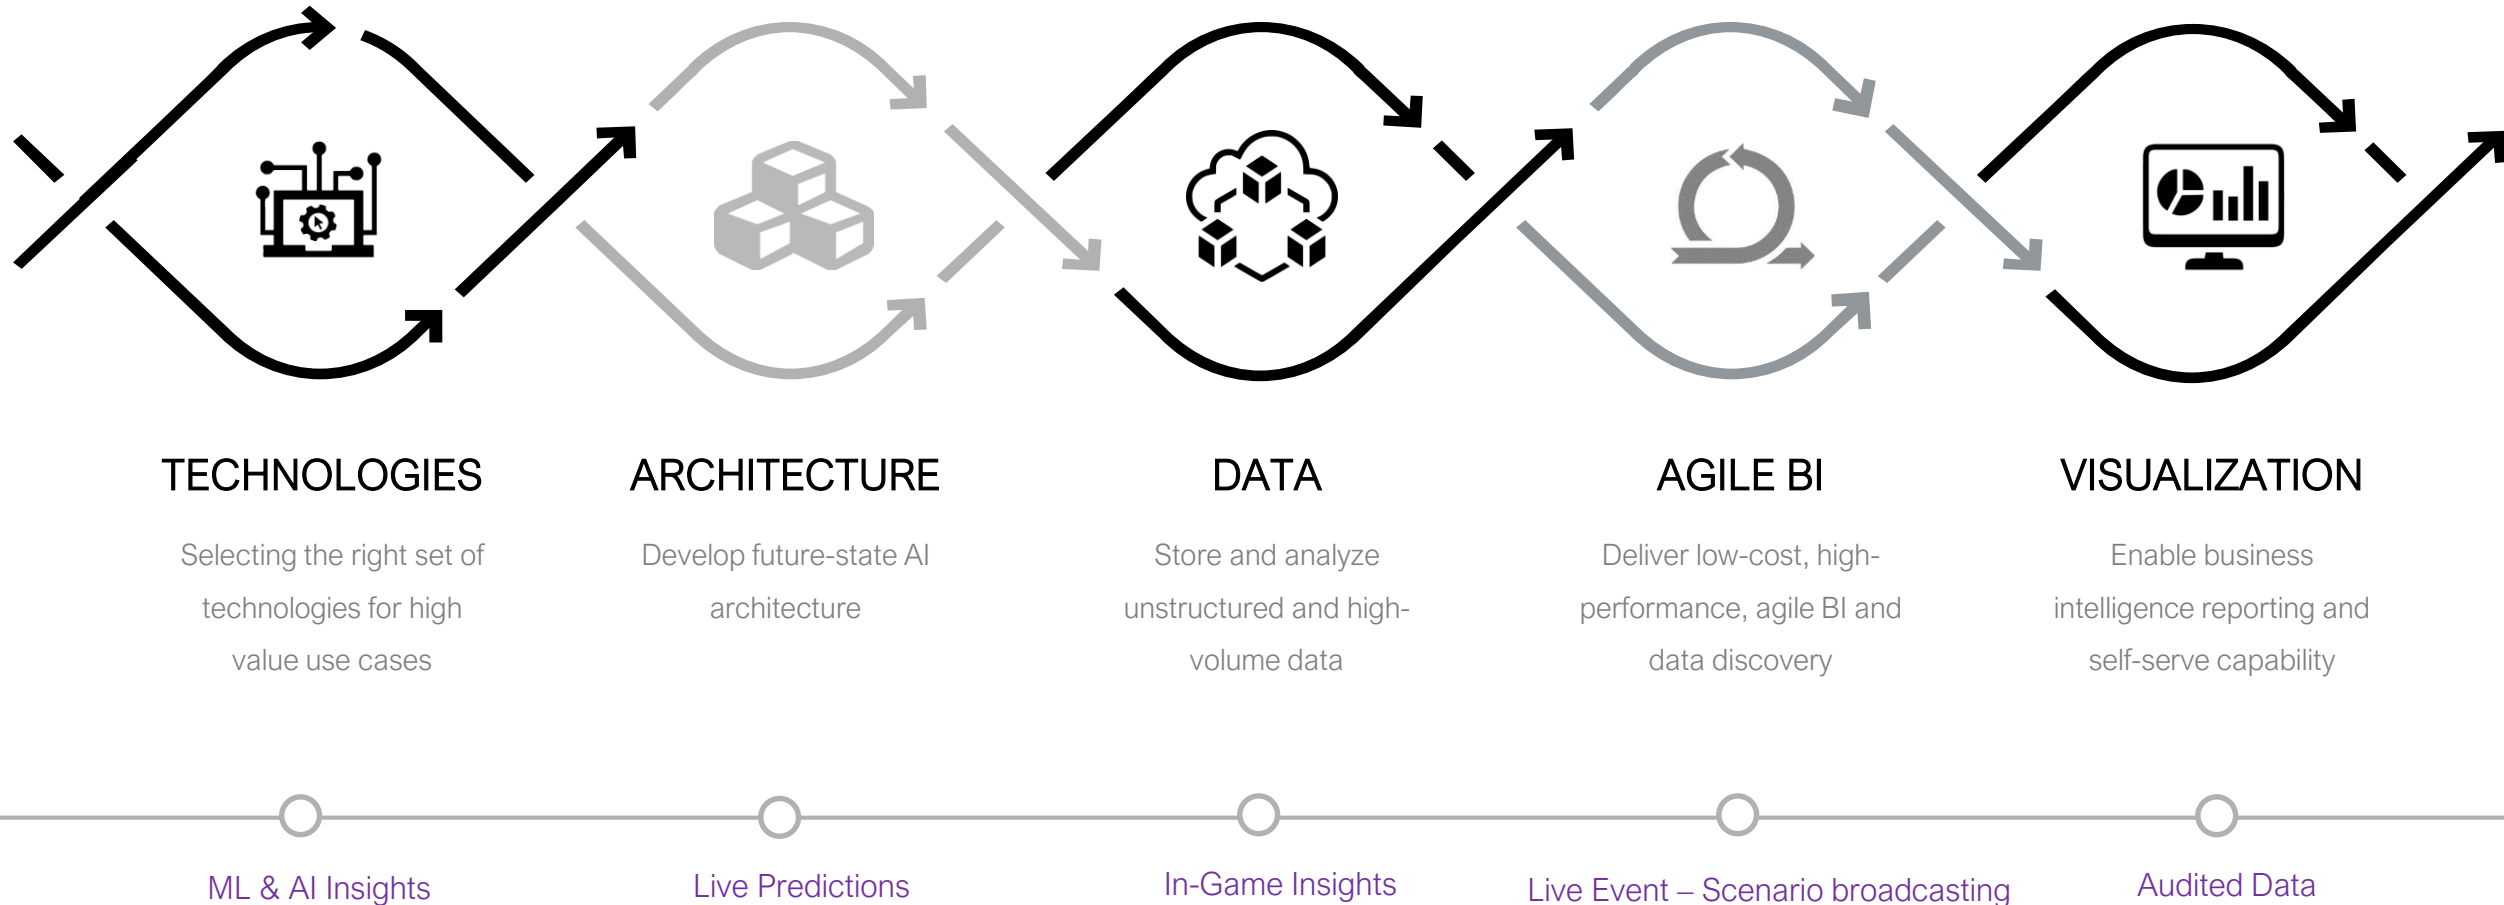 TECHNOLOGIES
Selecting the right set of
technologies for high
value use cases
ARCHITECTURE
Develop future-state AI
architecture
DATA
Store and analyze
unstructured and high-
volume data
AGILE BI
Deliver low-cost, high-
performance, agile BI and
data discovery
VISUALIZATION
Enable business
intelligence reporting and
self-serve capability
ML & AI Insights
Live Predictions
In-Game Insights
Live Event – Scenario broadcasting
Audited Data